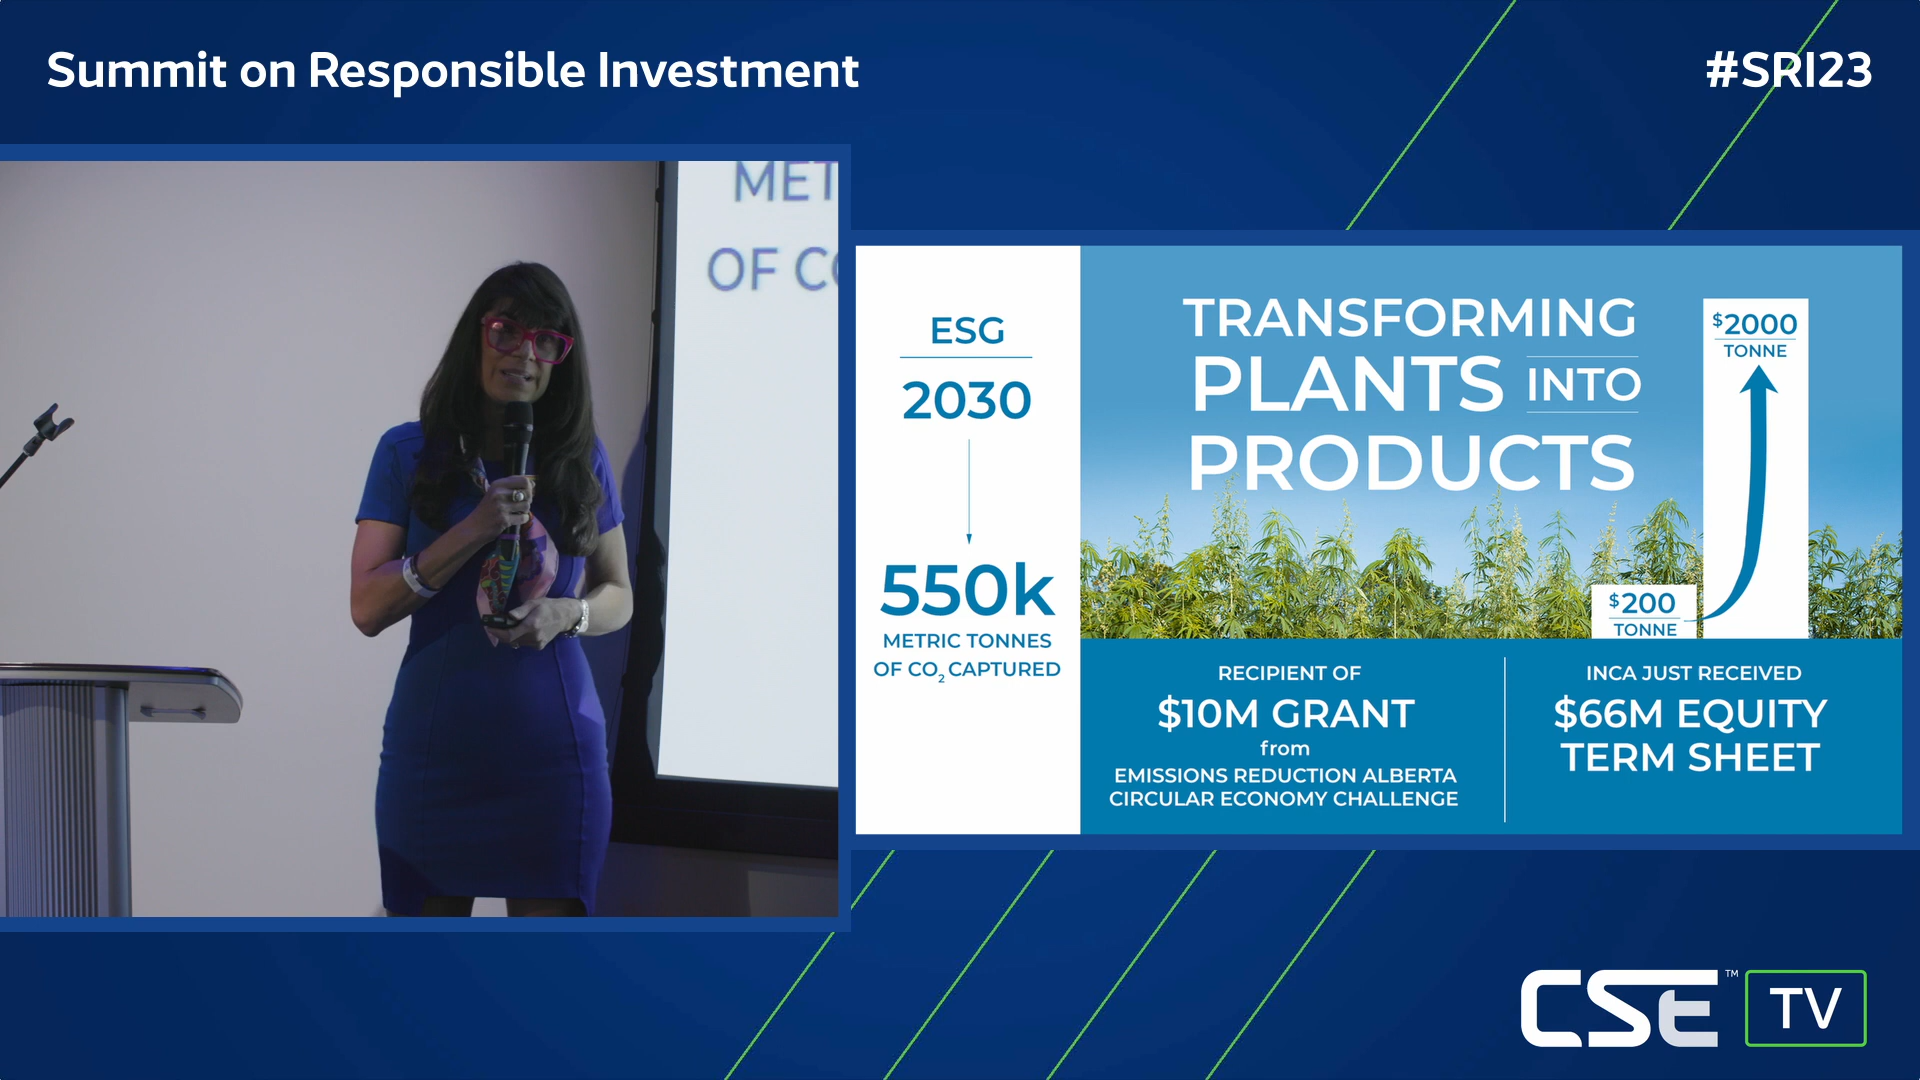 Summit on Responsible Investment
#SRI23
MET
OF CO
ESG
2030
550k
METRIC TONNES
OF CO2 CAPTURED
TRANSFORMING
PLANTS INTO
PRODUCTS
$2000
TONNE
$200
TONNE
RECIPIENT OF
$10M GRANT
from
EMISSIONS REDUCTION ALBERTA
CIRCULAR ECONOMY CHALLENGE
INCA JUST RECEIVED
$66M EQUITY
TERM SHEET
CSE™ TV